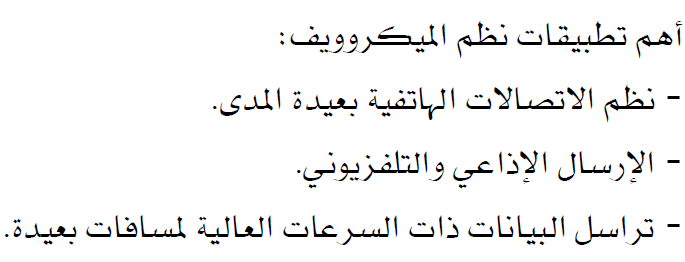 أهم تطبيقات نظم الميكروويف:
- نظم الاتصالات الهاتفية بعيدة المدى.
- الإرسال الإذاعي والتلفزيوني.
- تراسل البيانات ذات السرعات العالية لمسافات بعيدة.